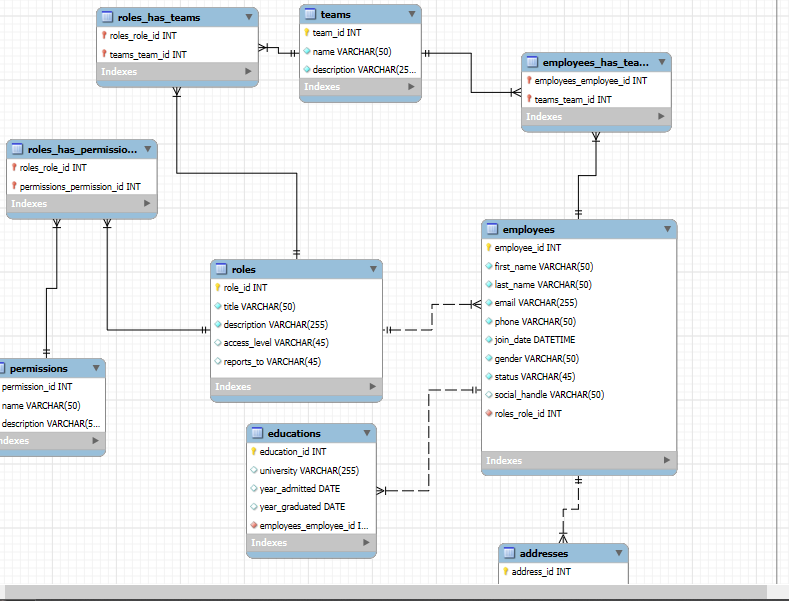 roles_has_teams
roles_role_id INT
teams_team_id INT
Indexes
teams
team_id INT
name VARCHAR(50)
description VARCHAR(25...
Indexes
employees_has_tea...
employees_employee_id INT
teams_team_id INT
Indexes
roles_has_permissio...
roles_role_id INT
permissions_permission_id INT
Indexes
roles
role_id INT
title VARCHAR(50)
description VARCHAR(255)
access_level VARCHAR(45)
reports_to VARCHAR(45)
Indexes
employees
employee_id INT
first_name VARCHAR(50)
last_name VARCHAR(50)
email VARCHAR(255)
phone VARCHAR(50)
join_date DATETIME
gender VARCHAR(50)
status VARCHAR(45)
social_handle VARCHAR(50)
roles_role_id INT
Indexes
permissions
permission_id INT
name VARCHAR(50)
description VARCHAR(5...
ndexes
educations
education_id INT
university VARCHAR(255)
year_admitted DATE
year_graduated DATE
employees_employee_id I...
Indexes
addresses
address_id INT